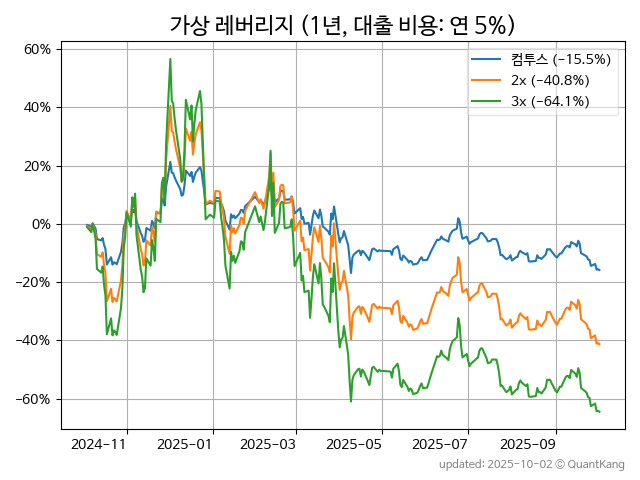 가상 레버리지 (1년, 대출 비용: 연 5%)
60%
40%
20%
0%
−20%
−40%
−60%
컴투스 (−15.5%)
2x (−40.8%)
3x (−64.1%)
2024-11
2025-01
2025-03
2025-05
2025-07
2025-09
updated: 2025-10-02 © QuantKang